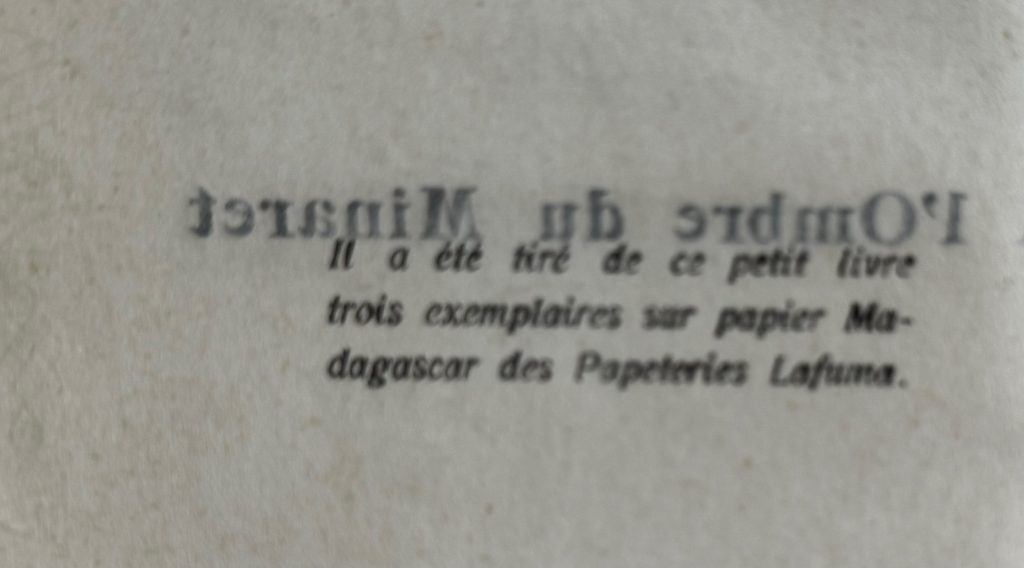 l'Ombre du Minaret
Il a été tiré de ce petit livre
trois exemplaires sur papier Ma-
dagascar des Papeteries Lafuma.